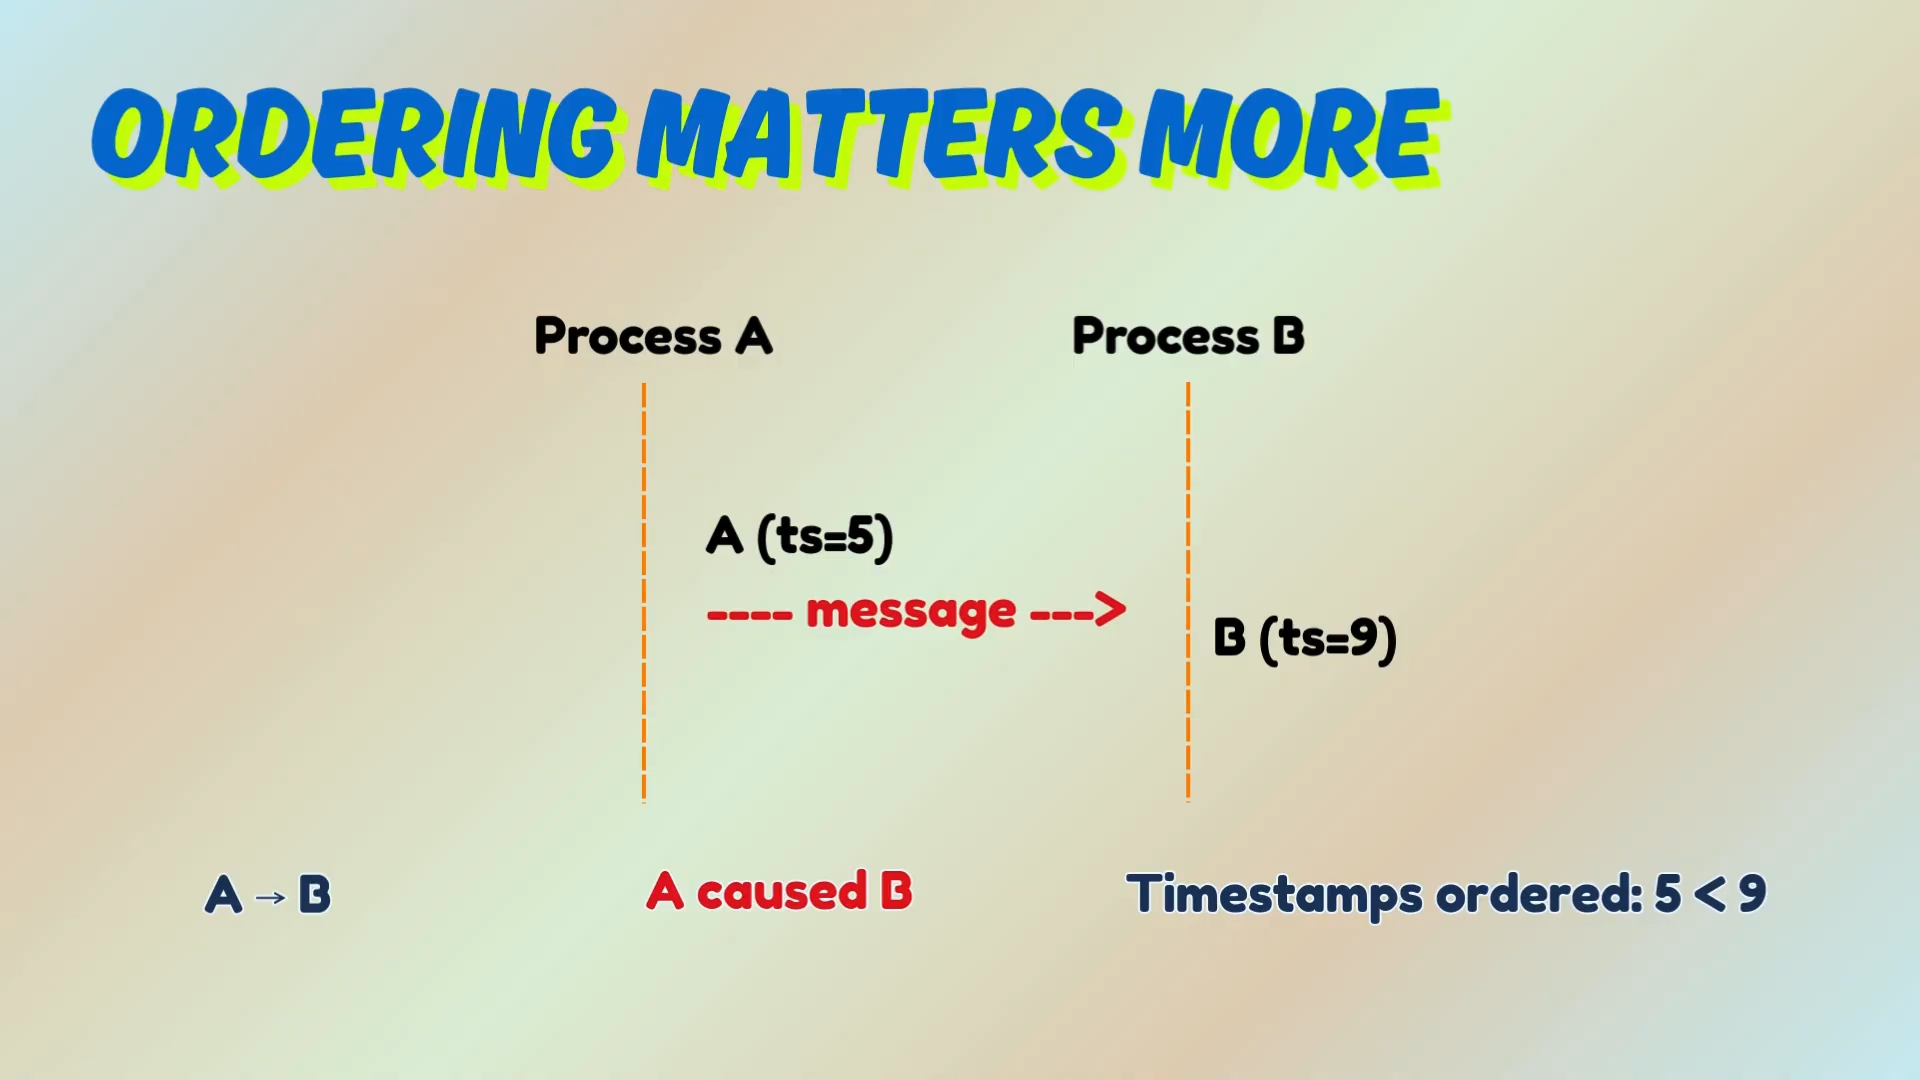 ORDERING MATTERS MORE
Process A
Process B
A (ts=5)
---- message --->
B (ts=9)
A → B
A caused B
Timestamps ordered: 5 < 9